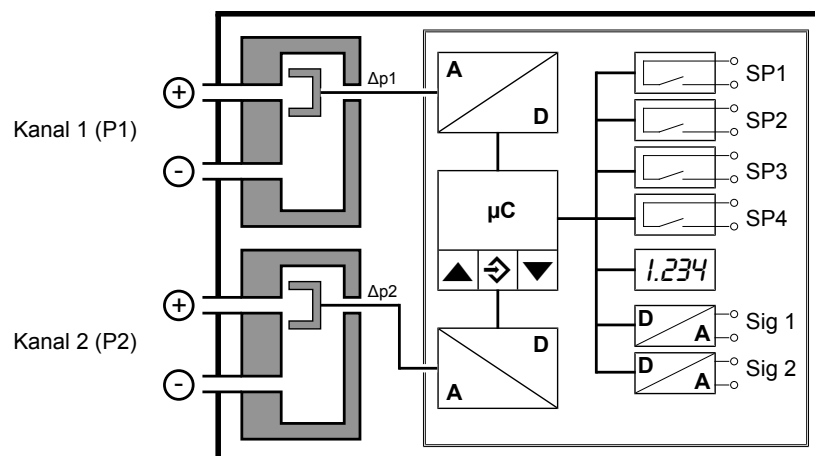 Kanal 1 (P1)
+
-
Δp1
A
D
µC
SP1
SP2
SP3
SP4
1.234
Kanal 2 (P2)
+
-
Δp2
D
A
D
A
Sig 1
D
A
Sig 2